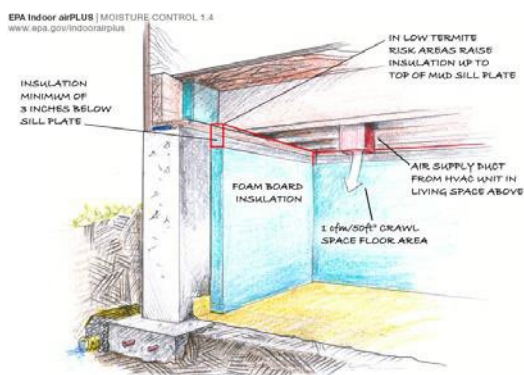 EPA Indoor airPLUS | MOISTURE CONTROL 1.4
www.epa.gov/indoorairplus
IN LOW TERMITE
RISK AREAS RAISE
INSULATION UP TO
TOP OF MUD SILL PLATE
INSULATION
MINIMUM OF
3 INCHES BELOW
SILL PLATE
AIR SUPPLY DUCT
FROM HVAC UNIT IN
LIVING SPACE ABOVE
FOAM BOARD
INSULATION
1 cfm/50ft² CRAWL
SPACE FLOOR AREA